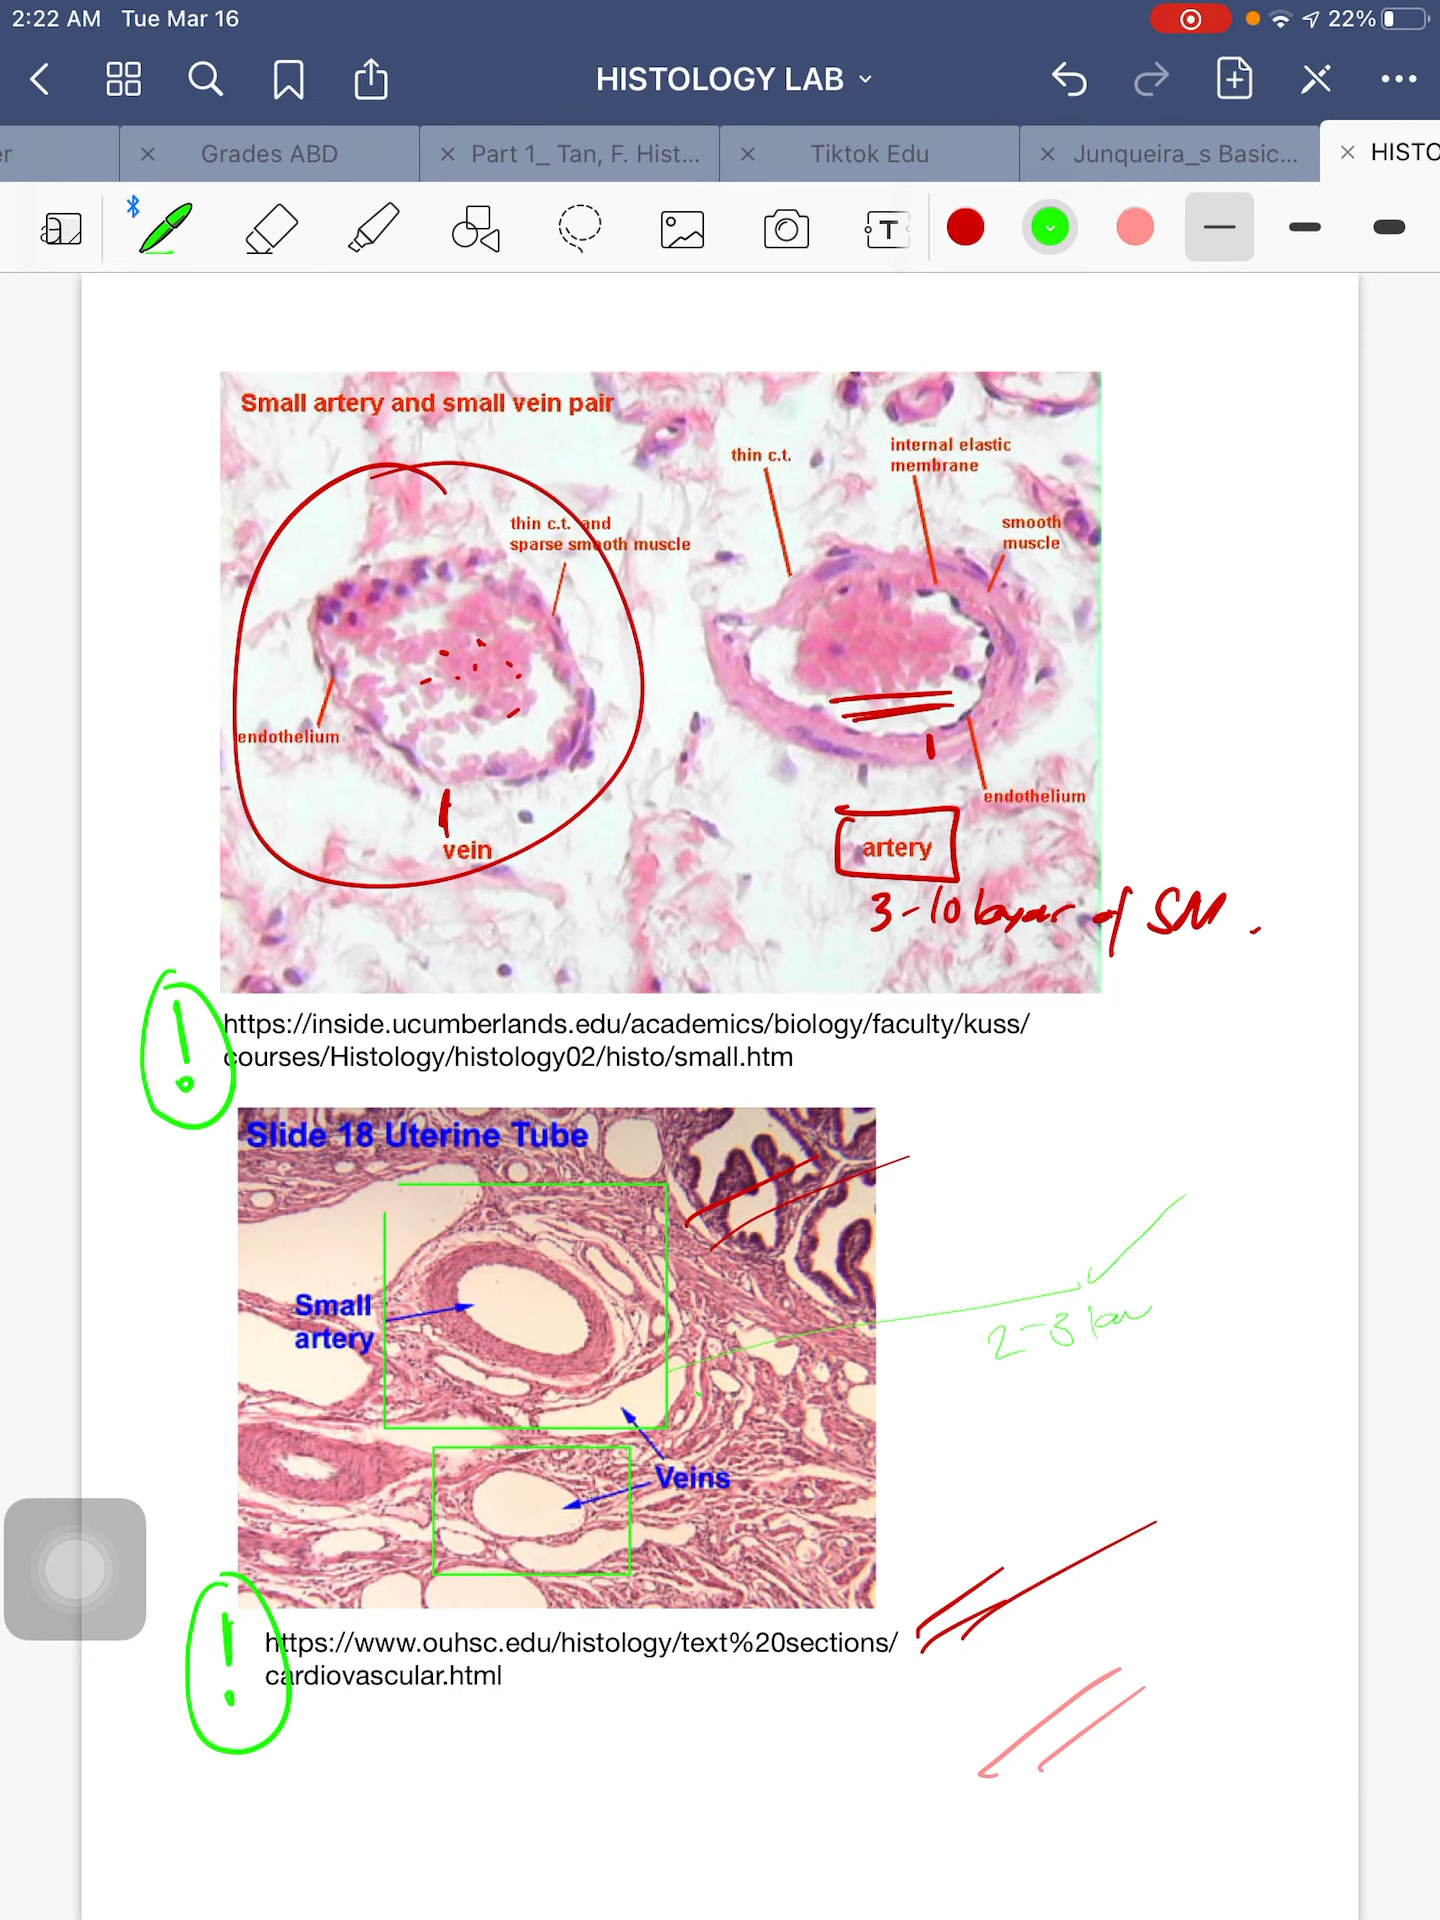 2:22 AM Tue Mar 16
22%
HISTOLOGY LAB
er
Grades ABD
Part 1_ Tan, F. Hist...
Tiktok Edu
Junqueira_s Basic...
HISTO
Small artery and small vein pair
thin c.t.
internal elastic
membrane
thin c.t. and
sparse smooth muscle
smooth
muscle
endothelium
endothelium
vein
artery
3-10 layer of SM.
!
https://inside.ucumberlands.edu/academics/biology/faculty/kuss/
courses/Histology/histology02/histo/small.htm
Slide 18 Uterine Tube
Small
artery
2-3
Veins
!
https://www.ouhsc.edu/histology/text%20sections/
cardiovascular.html